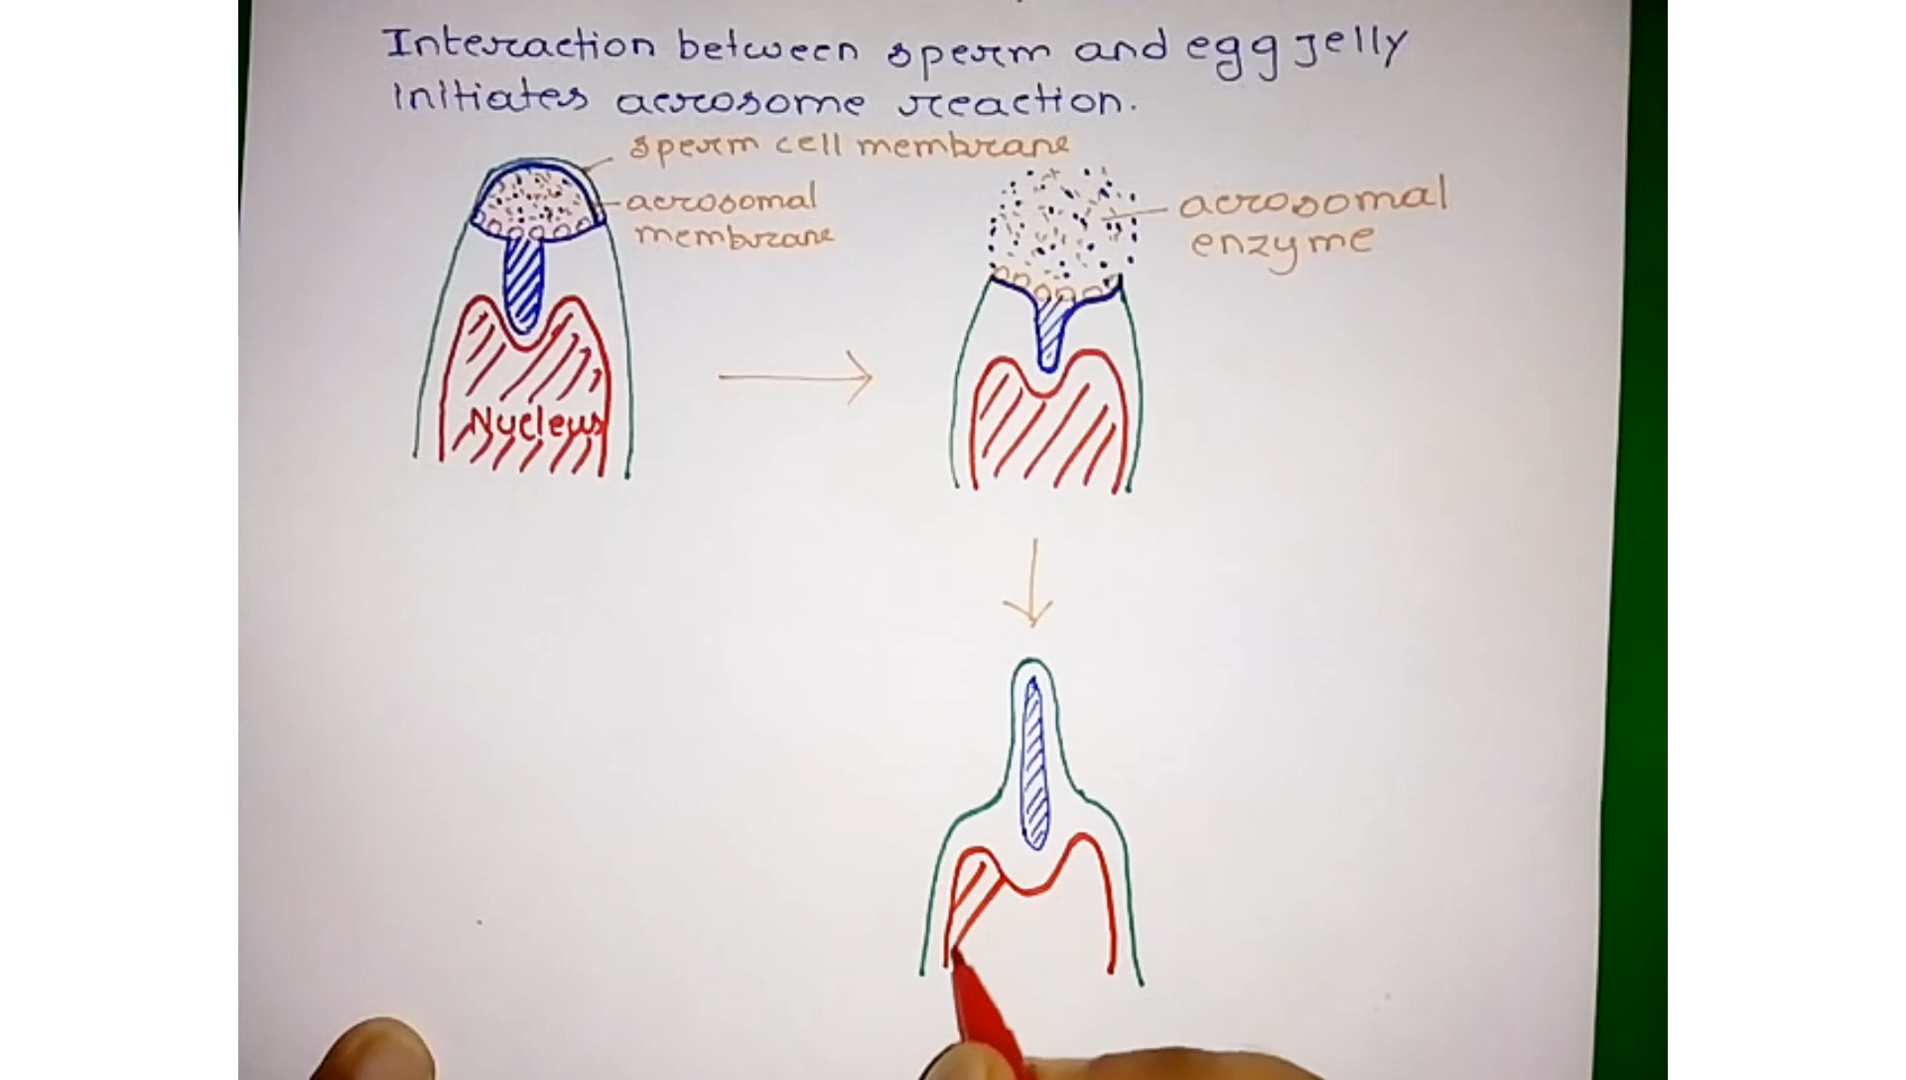 Interaction between sperm and egg jelly
initiates acrosome reaction.
sperm cell membrane
acrosomal
membrane
acrosomal
enzyme
Nucleus